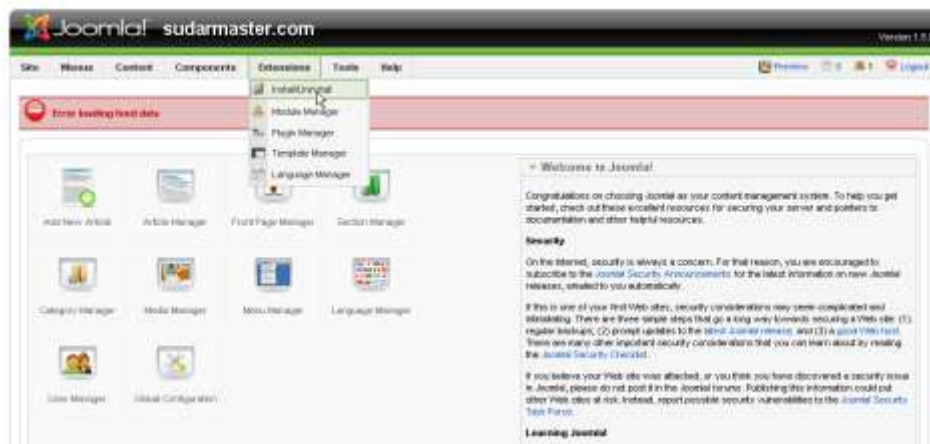 Joomla! sudarmaster.com
Version 1.5
Site Menus Content Components Extensions Tools Help
Preview 0 1 Logout
Install/Uninstall
Error loading feed data
Module Manager
Plugin Manager
Template Manager
Language Manager
Add New Article Article Manager Front Page Manager Section Manager
Category Manager Media Manager Menu Manager Language Manager
User Manager Global Configuration
Welcome to Joomla!
Congratulations on choosing Joomla! as your content management system. To help you get
started, check out these excellent resources for securing your server and pointers to
documentation and other helpful resources.
Security
On the Internet, security is always a concern. For that reason, you are encouraged to
subscribe to the Joomla! Security Announcements for the latest information on new Joomla!
releases, emailed to you automatically.
If this is one of your first Web sites, security considerations may seem complicated and
intimidating. There are three simple steps that go a long way towards securing a Web site: (1)
regular backups; (2) prompt updates to the latest Joomla! release; and (3) a good Web host.
There are many other important security considerations that you can learn about by reading
the Joomla! Security Checklist.
If you believe your Web site was attacked, or you think you have discovered a security issue
in Joomla!, please do not post it in the Joomla! forums. Publishing this information could put
other Web sites at risk. Instead, report possible security vulnerabilities to the Joomla! Security
Task Force.
Learning Joomla!